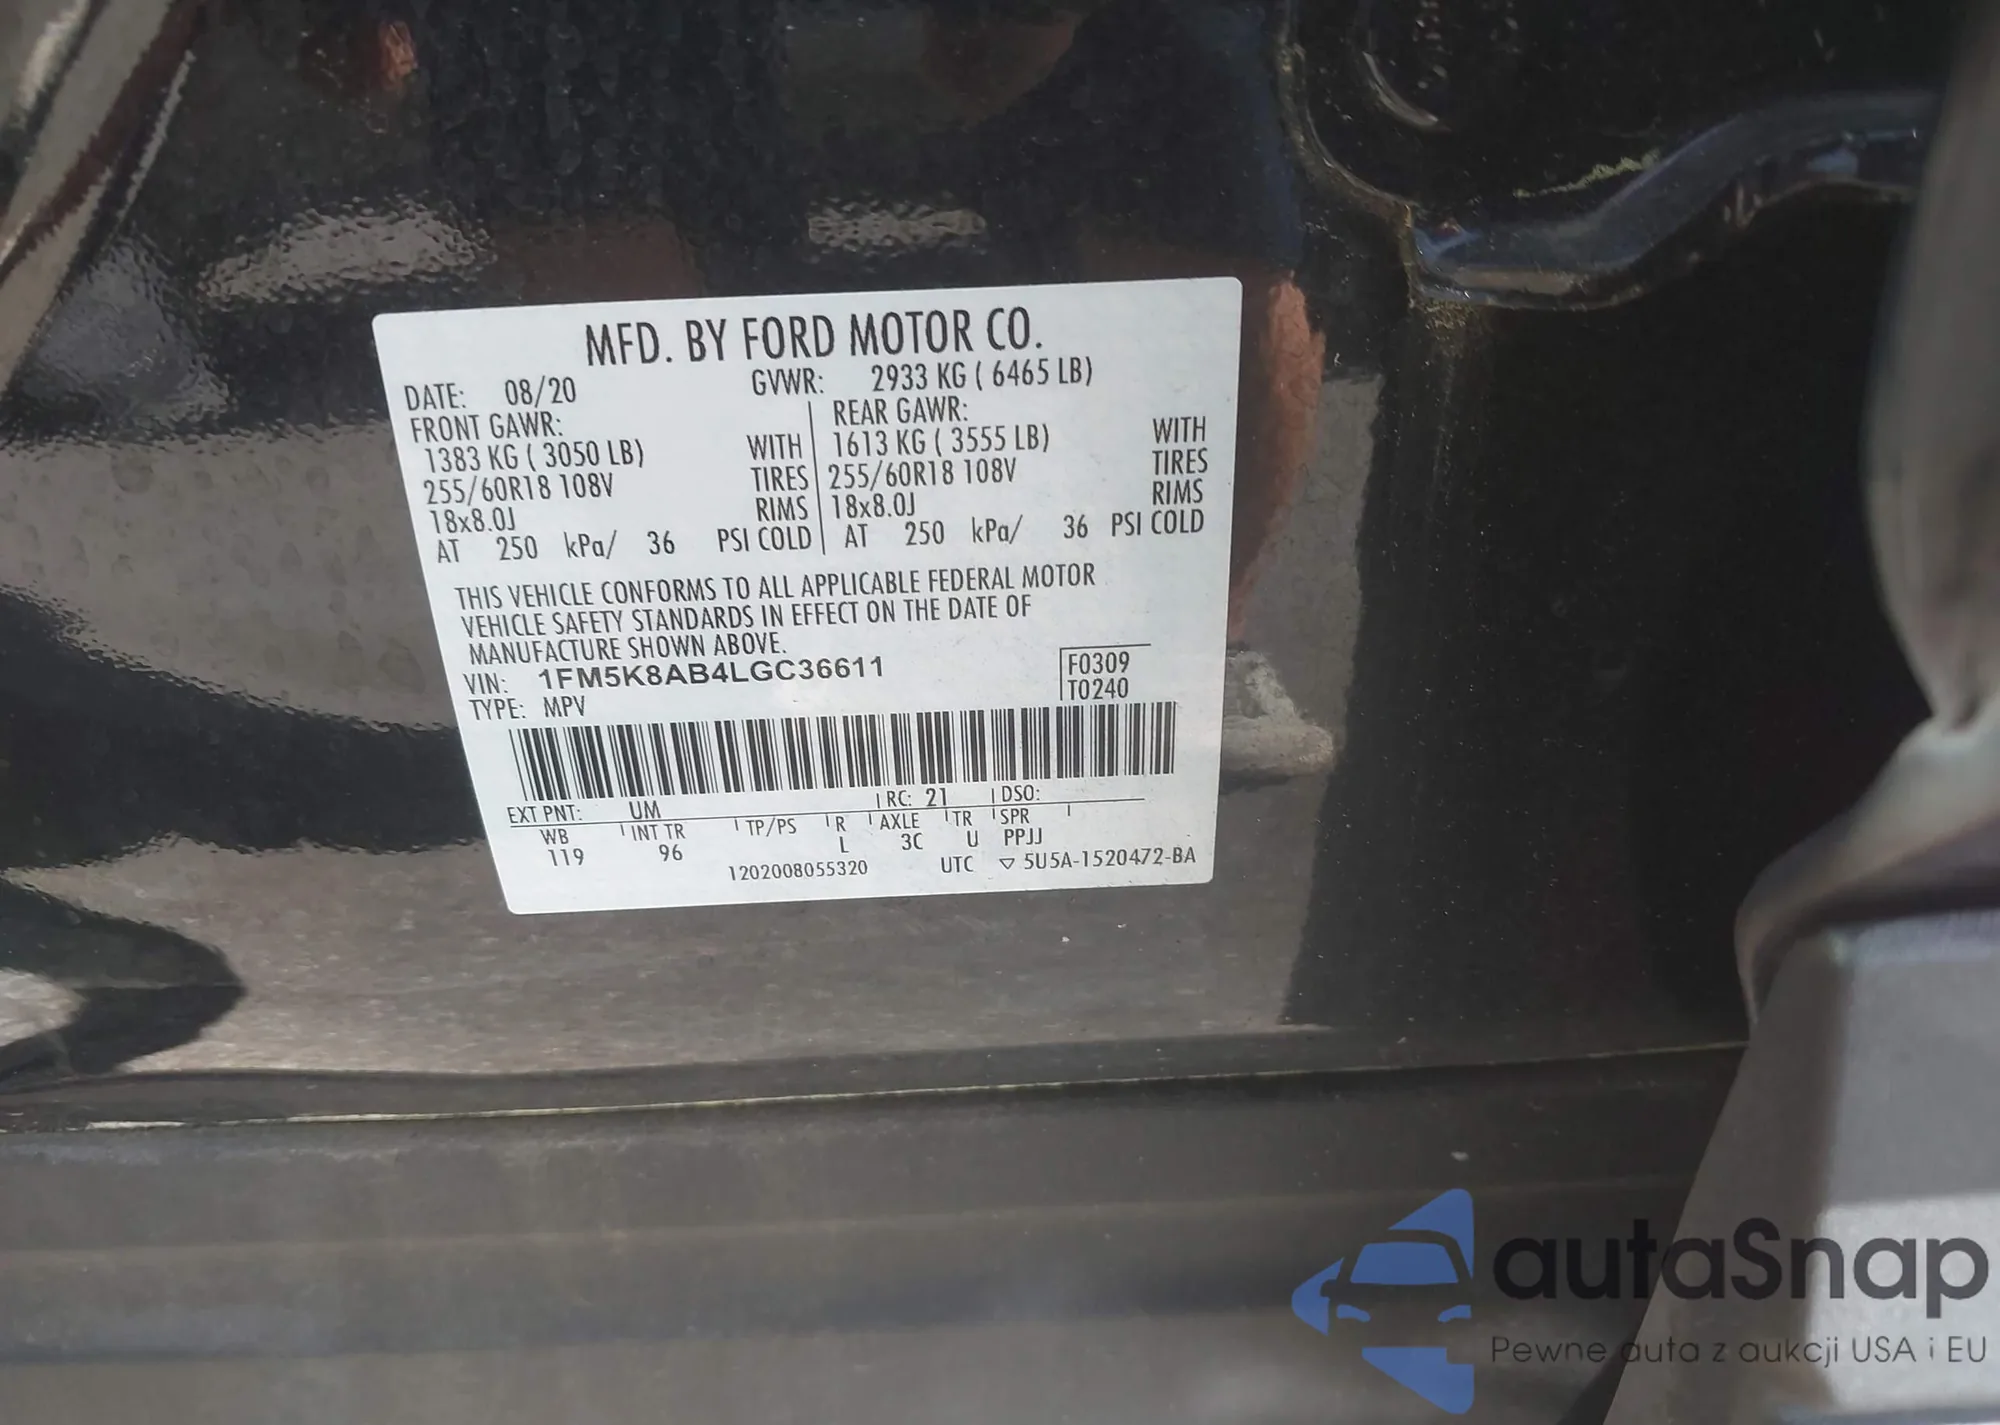 MFD. BY FORD MOTOR CO.
DATE: 08/20 GVWR: 2933 KG ( 6465 LB)
FRONT GAWR: REAR GAWR:
1383 KG ( 3050 LB) WITH 1613 KG ( 3555 LB) WITH
255/60R18 108V TIRES 255/60R18 108V TIRES
18x8.0J RIMS 18x8.0J RIMS
AT 250 kPa/ 36 PSI COLD AT 250 kPa/ 36 PSI COLD
THIS VEHICLE CONFORMS TO ALL APPLICABLE FEDERAL MOTOR
VEHICLE SAFETY STANDARDS IN EFFECT ON THE DATE OF
MANUFACTURE SHOWN ABOVE.
VIN: 1FM5K8AB4LGC36611 F0309
TYPE: MPV T0240
EXT PNT: UM RC: 21 DSO:
WB INT TR TP/PS R AXLE TR SPR
119 96 L 3C U PPJJ
1202008055320 UTC ▽ 5U5A-1520472-BA
autaSnap
Pewne auta z aukcji USA i EU